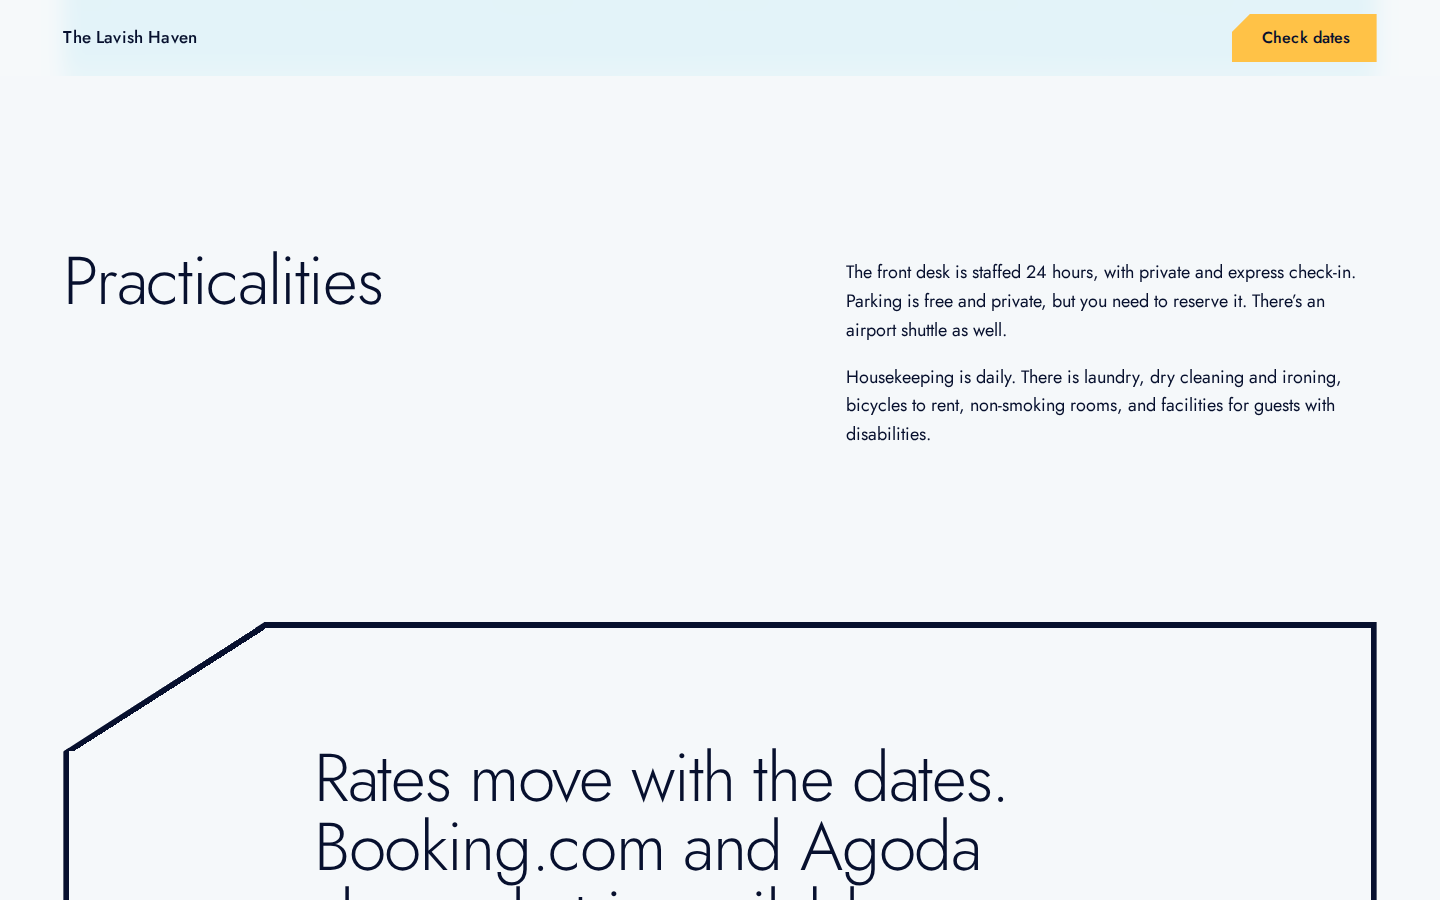 The Lavish Haven
Check dates
Practicalities
The front desk is staffed 24 hours, with private and express check-in.
Parking is free and private, but you need to reserve it. There’s an
airport shuttle as well.
Housekeeping is daily. There is laundry, dry cleaning and ironing,
bicycles to rent, non-smoking rooms, and facilities for guests with
disabilities.
Rates move with the dates.
Booking.com and Agoda